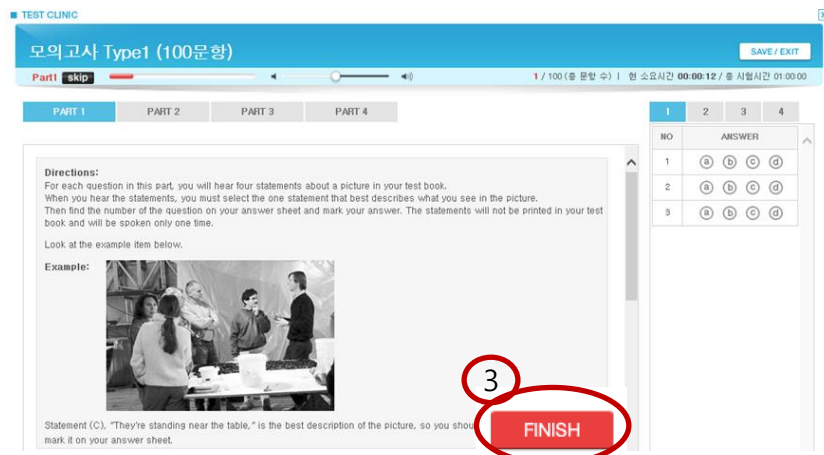 TEST CLINIC
모의고사 Type1 (100문항)
SAVE / EXIT
Part1 skip
1 / 100 (총 문항 수) | 현 소요시간 00:00:12 / 총 시험시간 01:00:00
PART 1 PART 2 PART 3 PART 4
1 2 3 4
NO ANSWER
1 a b c d
2 a b c d
3 a b c d
Directions:
For each question in this part, you will hear four statements about a picture in your test book.
When you hear the statements, you must select the one statement that best describes what you see in the picture.
Then find the number of the question on your answer sheet and mark your answer. The statements will not be printed in your test
book and will be spoken only one time.
Look at the example item below.
Example:
Statement (C), "They're standing near the table," is the best description of the picture, so you shou
mark it on your answer sheet.
3
FINISH